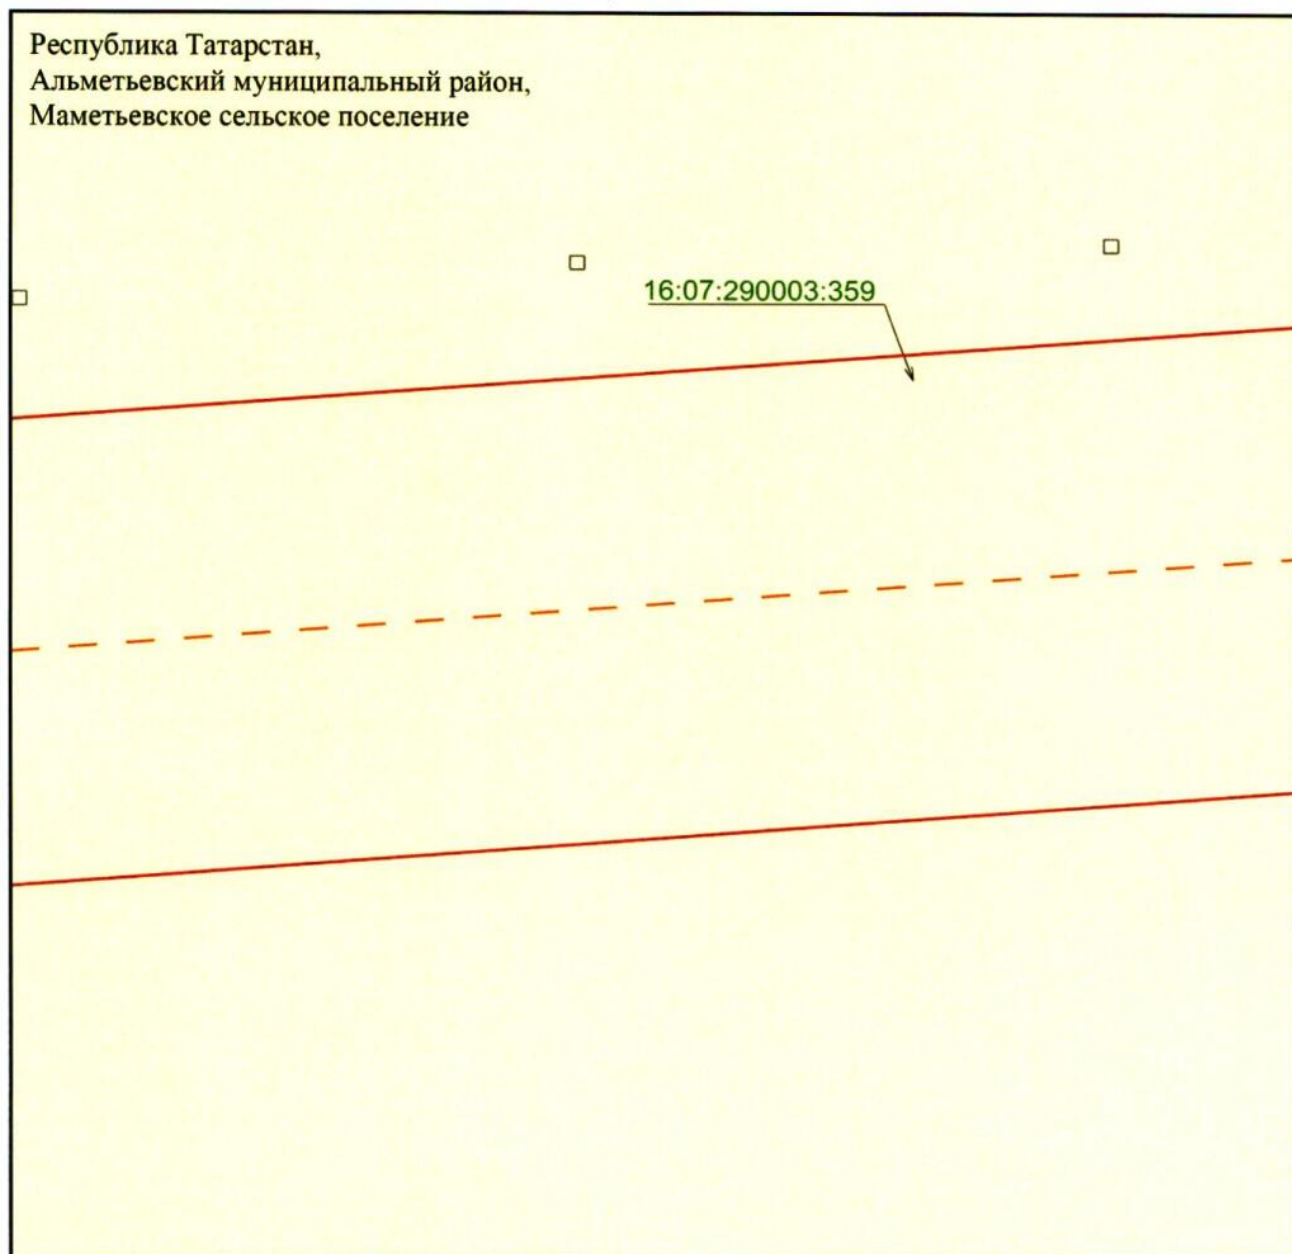 Республика Татарстан,
Альметьевский муниципальный район,
Маметьевское сельское поселение
16:07:290003:359